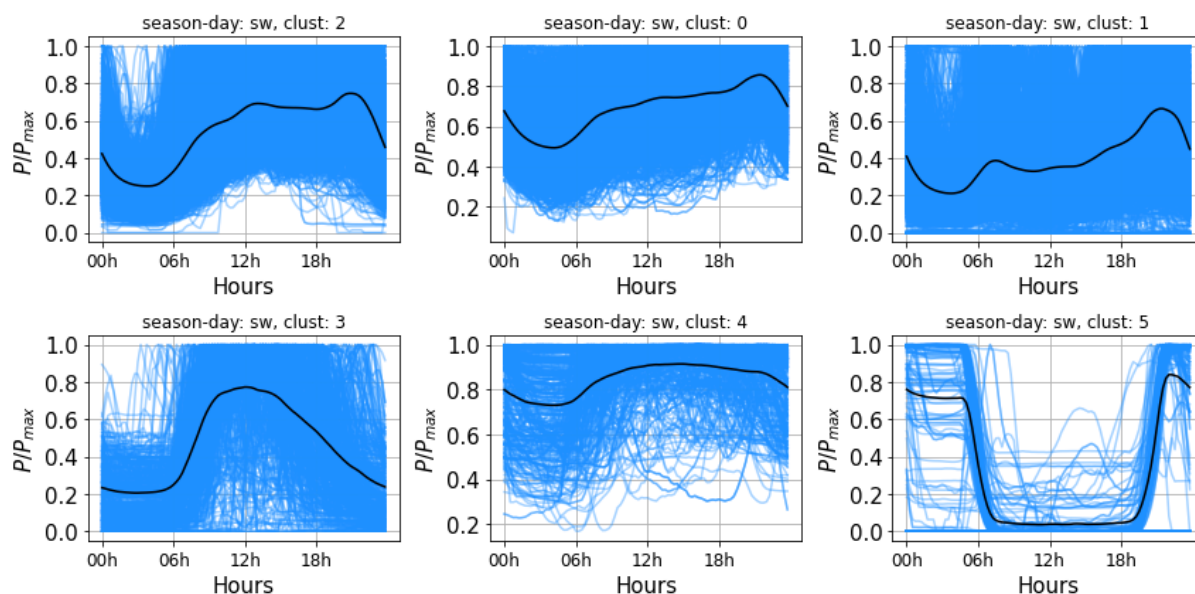 season-day: sw, clust: 2
season-day: sw, clust: 0
season-day: sw, clust: 1
P/P_max
1.0
0.8
0.6
0.4
0.2
0.0
00h 06h 12h 18h
Hours
P/P_max
1.0
0.8
0.6
0.4
0.2
00h 06h 12h 18h
Hours
P/P_max
1.0
0.8
0.6
0.4
0.2
0.0
00h 06h 12h 18h
Hours
season-day: sw, clust: 3
season-day: sw, clust: 4
season-day: sw, clust: 5
P/P_max
1.0
0.8
0.6
0.4
0.2
0.0
00h 06h 12h 18h
Hours
P/P_max
1.0
0.8
0.6
0.4
0.2
00h 06h 12h 18h
Hours
P/P_max
1.0
0.8
0.6
0.4
0.2
0.0
00h 06h 12h 18h
Hours